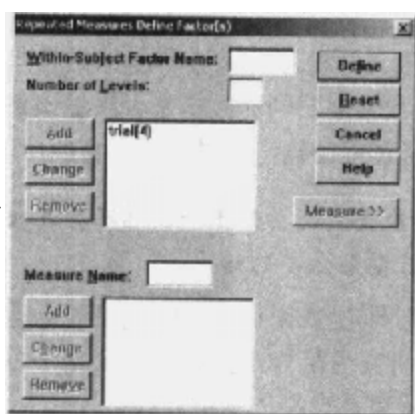 Repeated Measures Define Factor(s)
Within-Subject Factor Name:
Number of Levels:
Define
Reset
Cancel
Help
Measure >>
Add
Change
Remove
trial(4)
Measure Name:
Add
Change
Remove